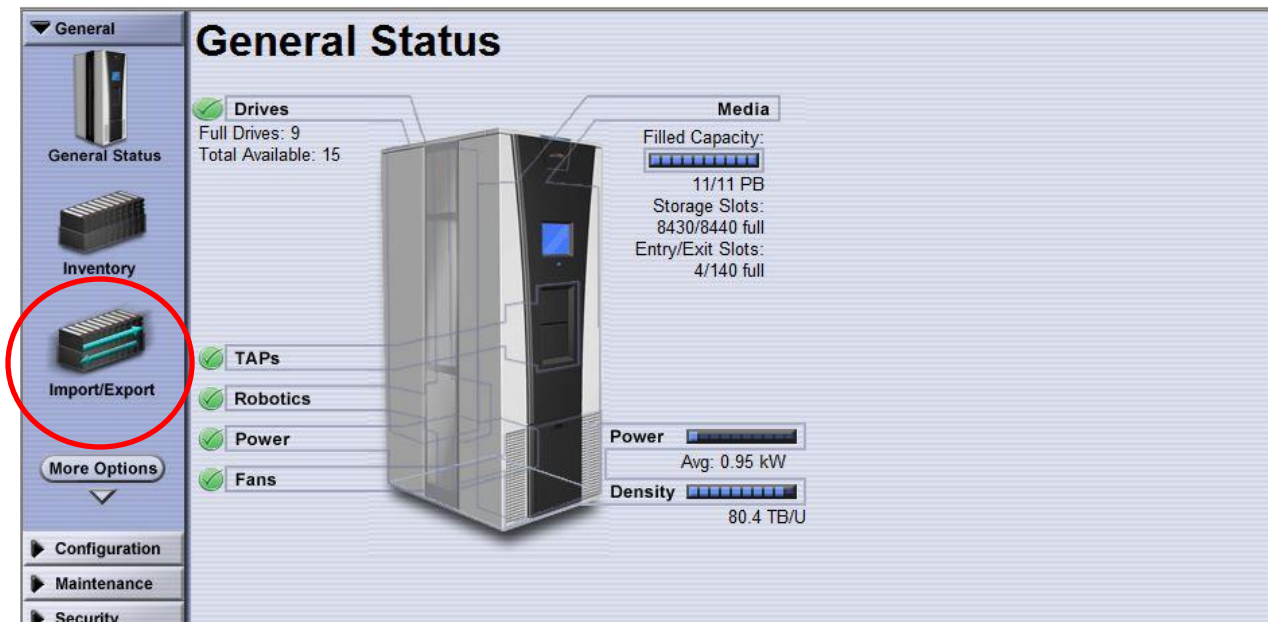 General
General Status
Inventory
Import/Export
More Options
Configuration
Maintenance
Security
General Status
Drives
Full Drives: 9
Total Available: 15
TAPs
Robotics
Power
Fans
Media
Filled Capacity:
11/11 PB
Storage Slots:
8430/8440 full
Entry/Exit Slots:
4/140 full
Power
Avg: 0.95 kW
Density
80.4 TB/U